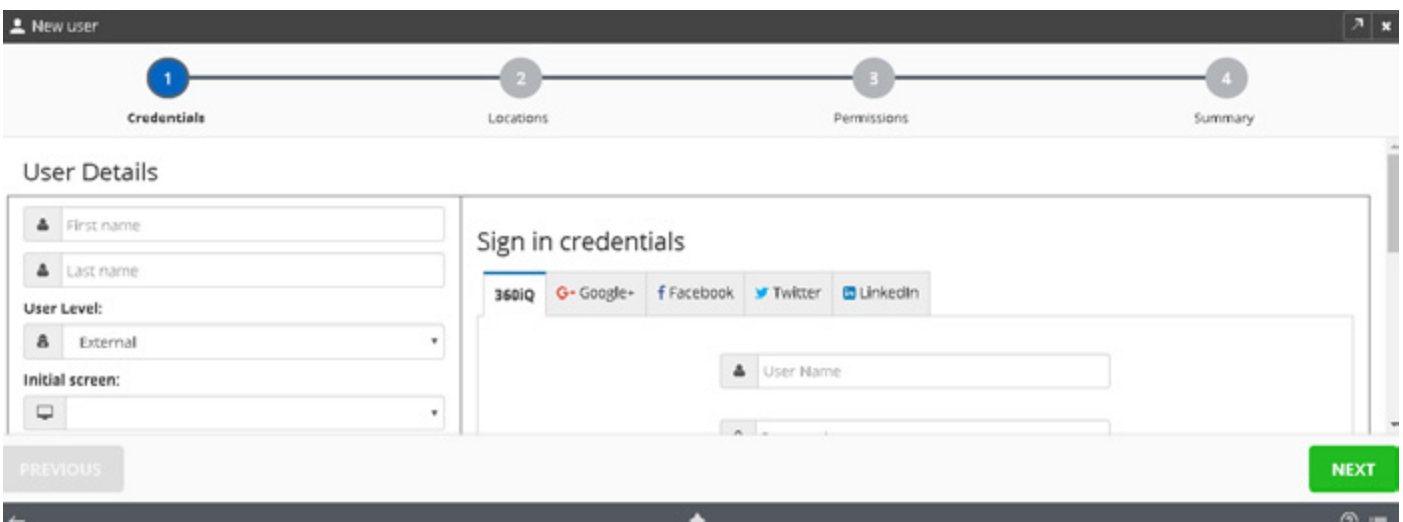 New user
1
2
3
4
Credentials
Locations
Permissions
Summary
User Details
First name
Last name
User Level:
External
Initial screen:
Sign in credentials
360iQ
G+ Google+
f Facebook
Twitter
in LinkedIn
User Name
PREVIOUS
NEXT